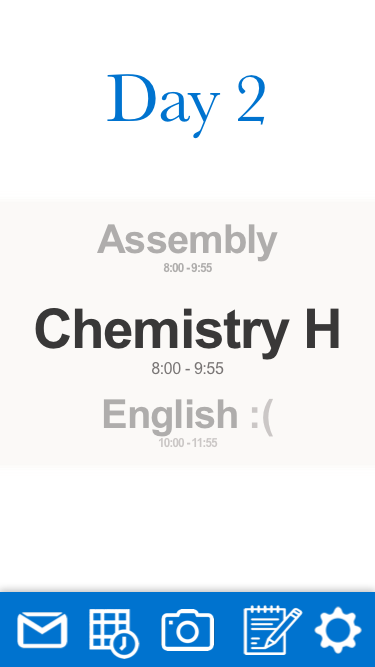 Day 2
Assembly
8:00 - 9:55
Chemistry H
8:00 - 9:55
English :(
10:00 - 11:55